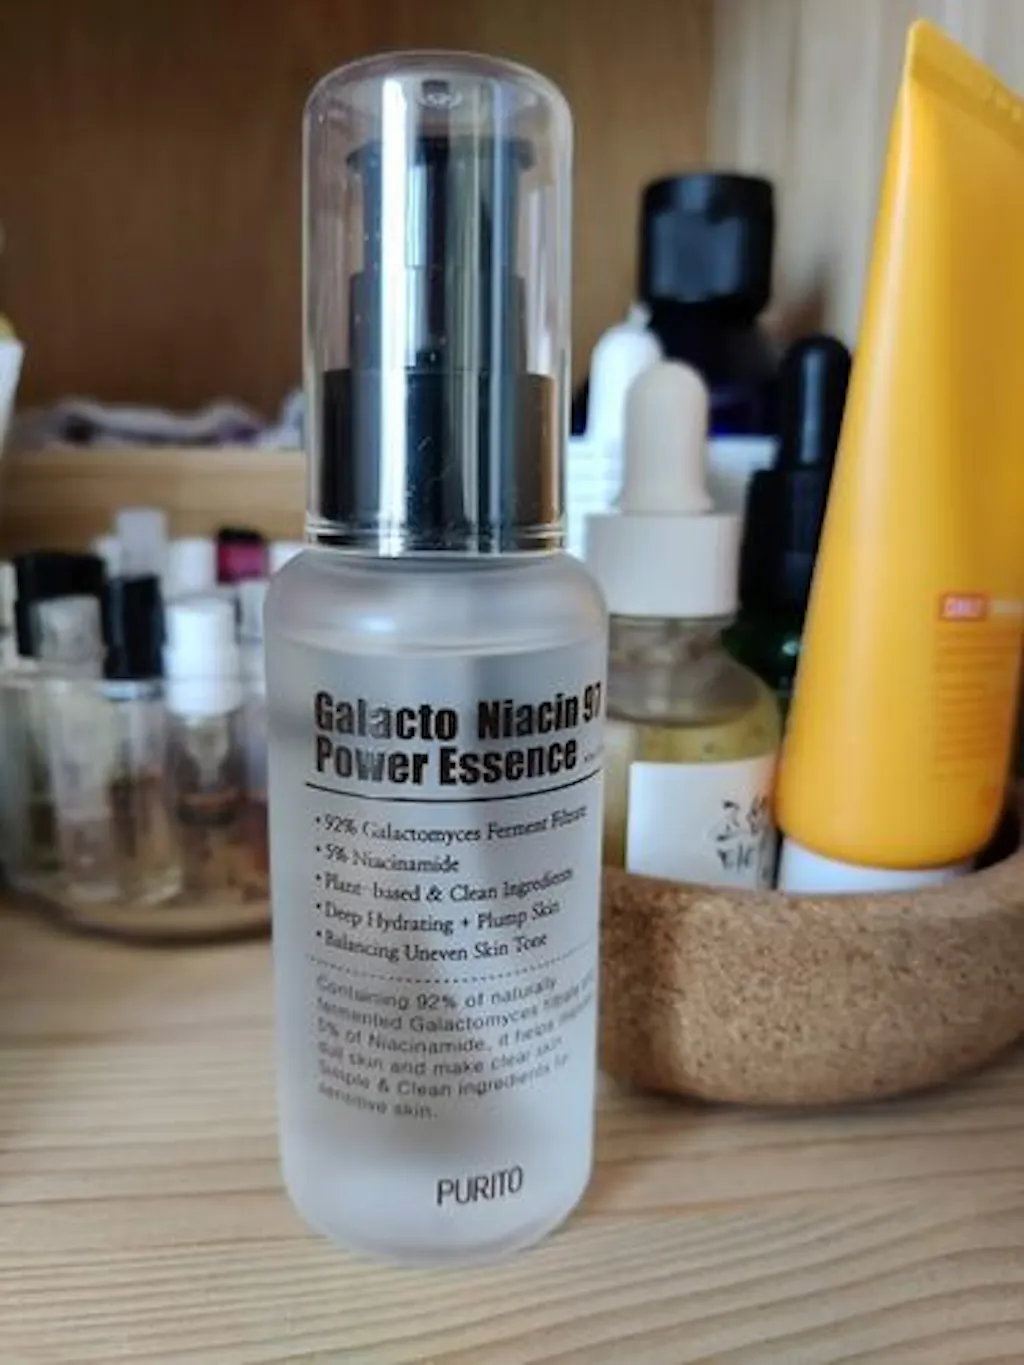 Galacto Niacin 97
Power Essence
• 92% Galactomyces Ferment Filtrate
• 5% Niacinamide
• Plant-based & Clean Ingredients
• Deep Hydrating + Plump Skin
• Balancing Uneven Skin Tone
Containing 92% of naturally
fermented Galactomyces filtrate
5% of Niacinamide, it helps
dull skin and make clear skin
Simple & Clean ingredients for
sensitive skin.
PURITO